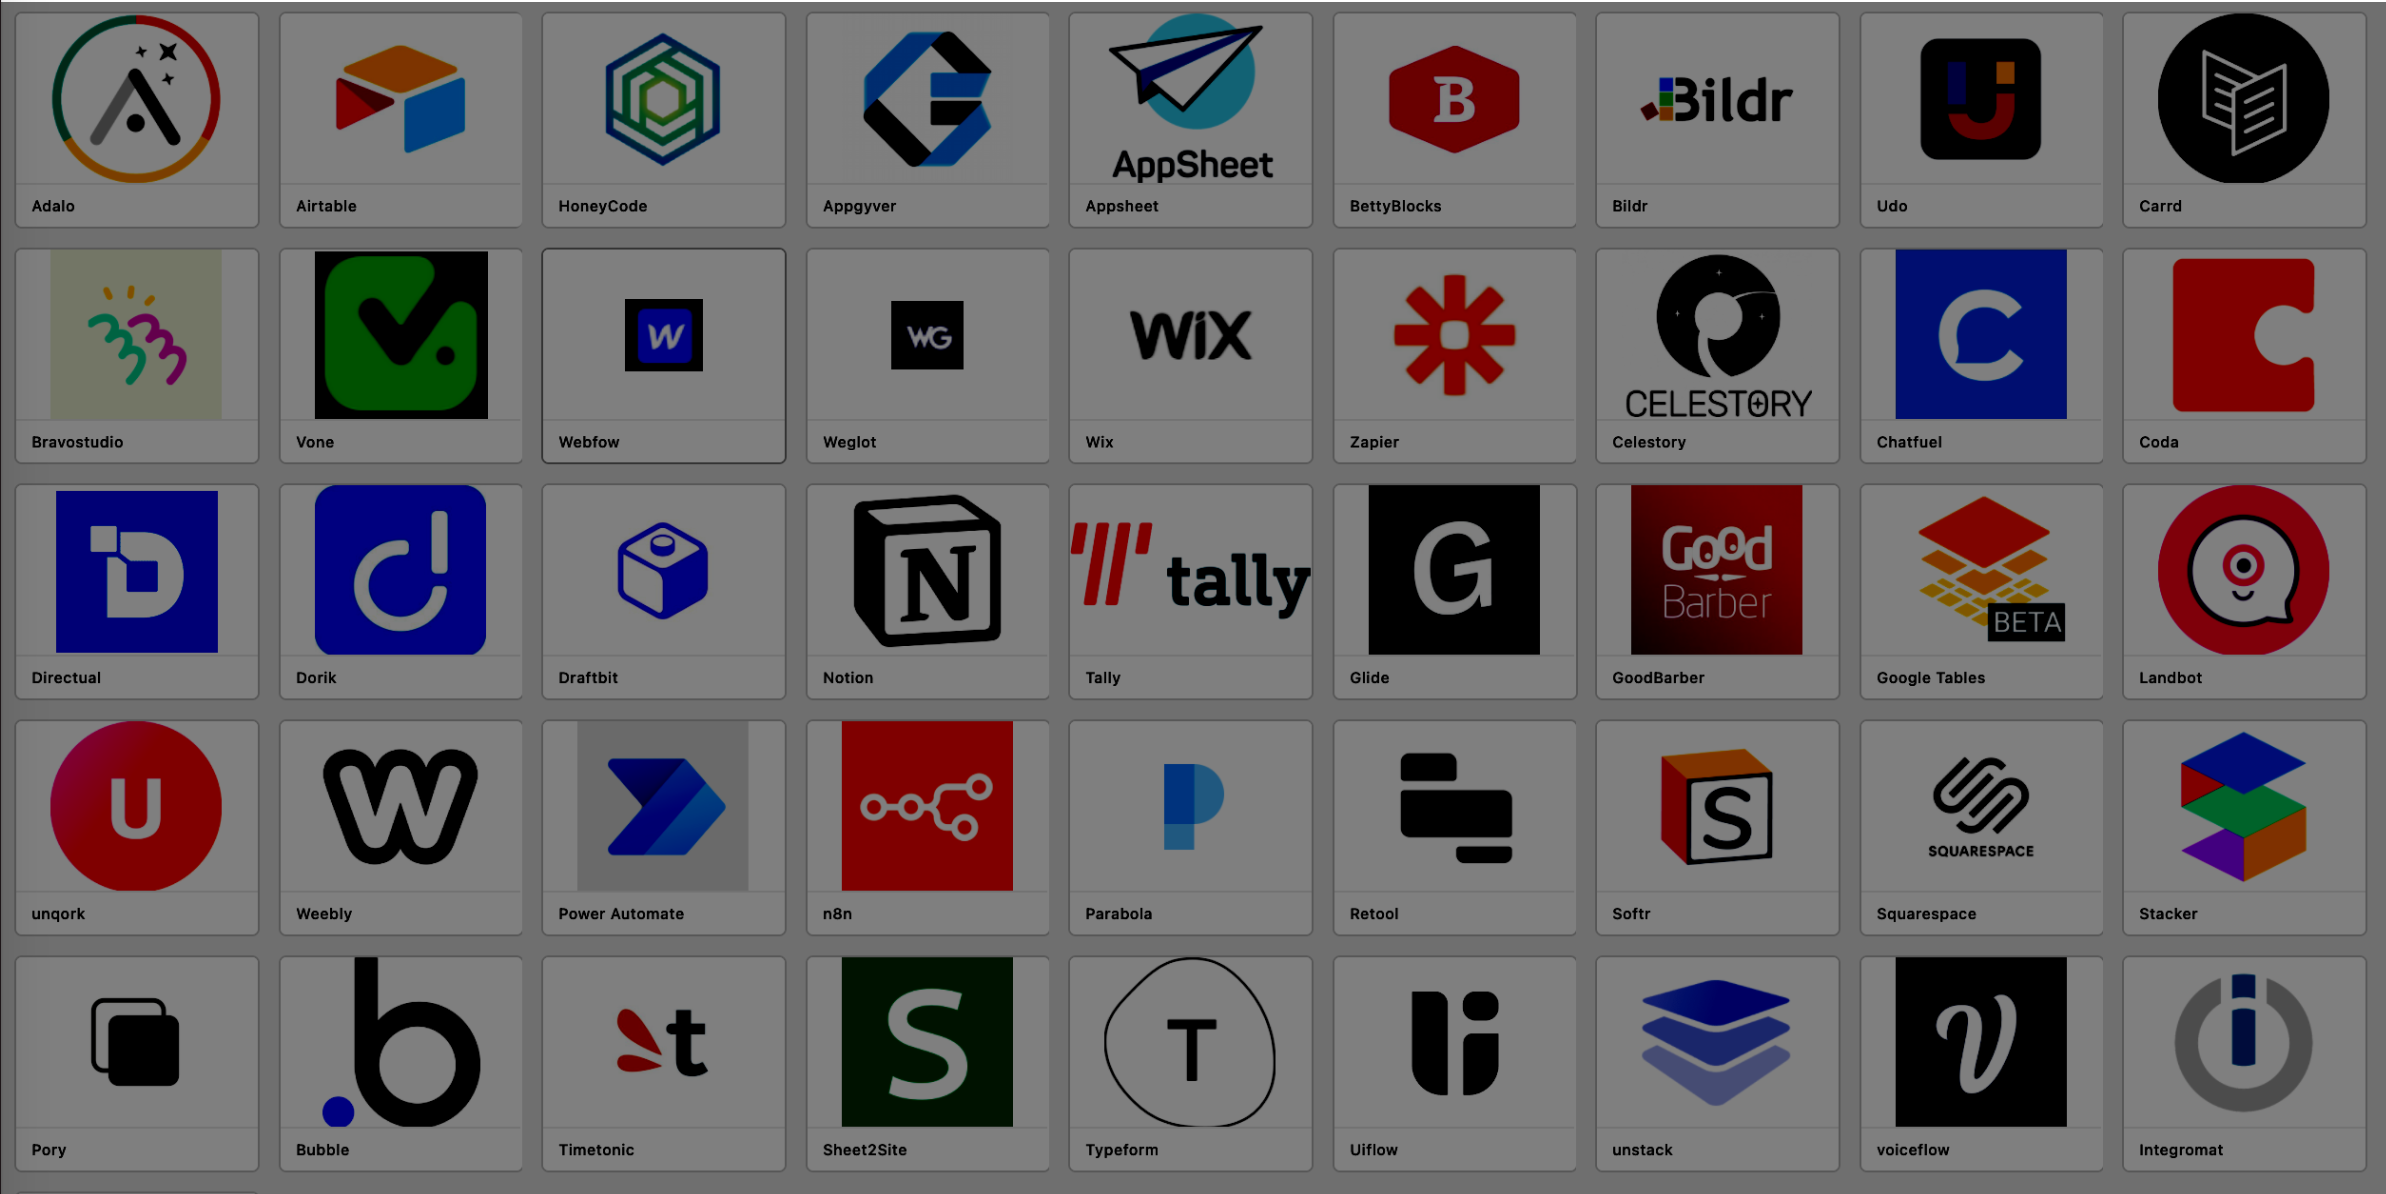 AppSheet
B
Bildr
Adalo
Airtable
HoneyCode
Appgyver
Appsheet
BettyBlocks
Bildr
Udo
Carrd
W
WG
WiX
CELESTORY
C
Bravostudio
Vone
Webfow
Weglot
Wix
Zapier
Celestory
Chatfuel
Coda
D
N
tally
G
Good
Barber
BETA
Directual
Dorik
Draftbit
Notion
Tally
Glide
GoodBarber
Google Tables
Landbot
U
W
P
S
SQUARESPACE
unqork
Weebly
Power Automate
n8n
Parabola
Retool
Softr
Squarespace
Stacker
b
t
S
T
V
i
Pory
Bubble
Timetonic
Sheet2Site
Typeform
Uiflow
unstack
voiceflow
Integromat